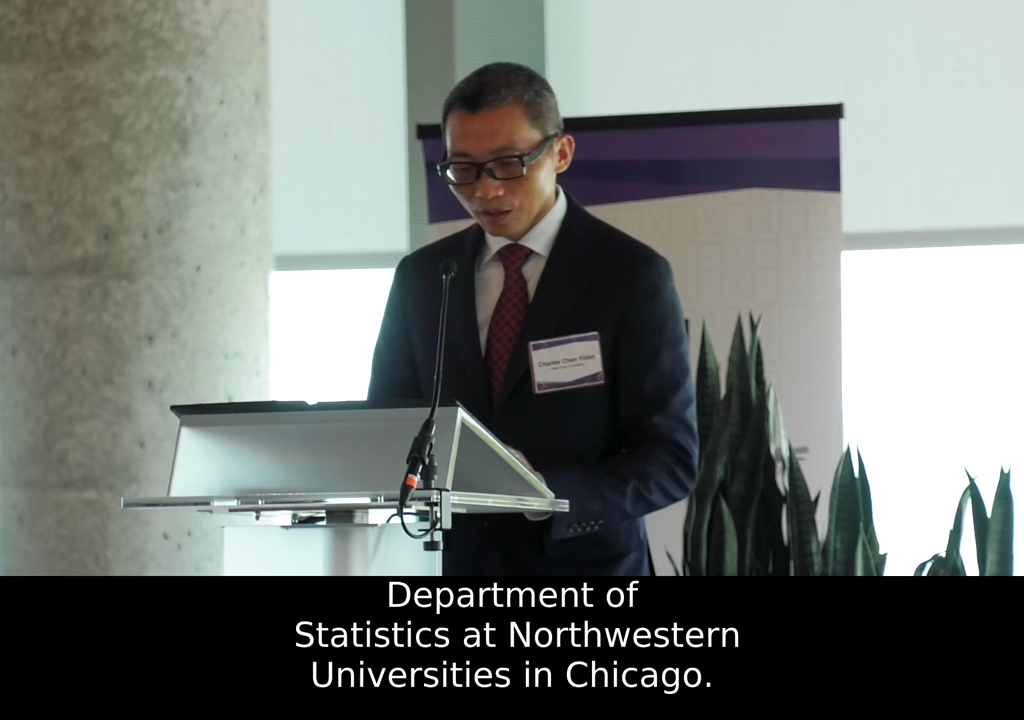 Charles Chen Yidan
Department of
Statistics at Northwestern
Universities in Chicago.